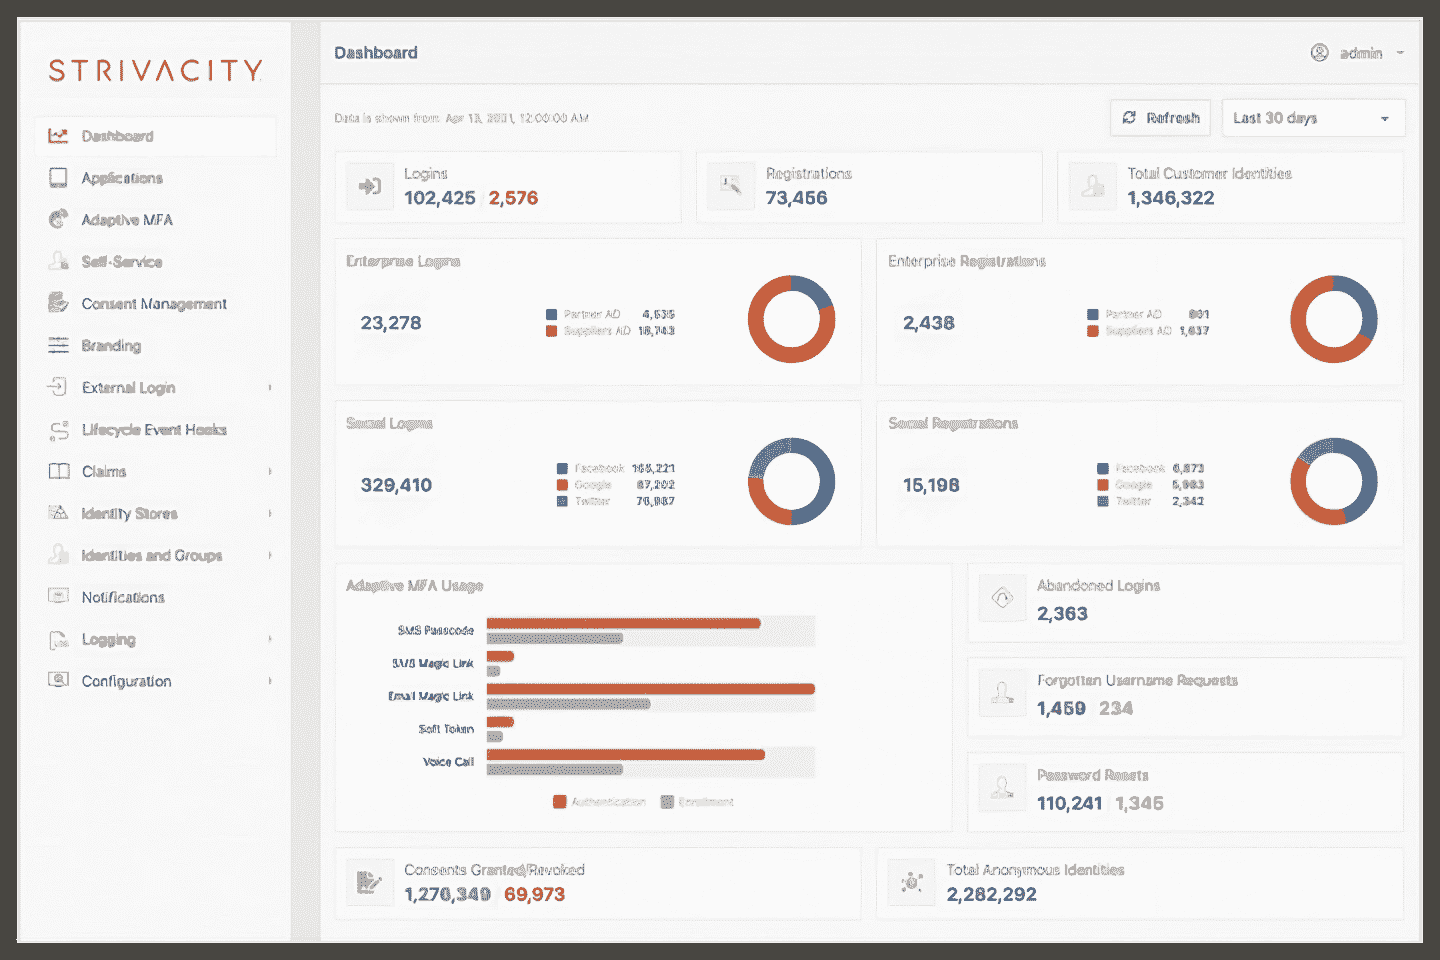 STRIVACITY
Dashboard
Applications
Adaptive MFA
Self-Service
Consent Management
Branding
External Login
Lifecycle Event Hooks
Claims
Identity Stores
Identities and Groups
Notifications
Logging
Configuration
Dashboard
admin
Data is shown from: Apr 13, 2021, 12:00:00 AM
Refresh
Last 30 days
Logins
102,425 2,576
Registrations
73,456
Total Customer Identities
1,346,322
Enterprise Logins
23,278
Partner AD 4,535
Suppliers AD 18,743
Enterprise Registrations
2,438
Partner AD 801
Suppliers AD 1,637
Social Logins
329,410
Facebook
Google 87,202
Twitter
Social Registrations
15,198
Facebook 6,873
Google
Twitter 2,342
Adaptive MFA Usage
SMS Passcode
SMS Magic Link
Email Magic Link
Soft Token
Voice Call
Authentication Enrollment
Abandoned Logins
2,363
Forgotten Username Requests
1,459 234
Password Resets
110,241 1,345
Consents Granted/Revoked
1,276,349 69,973
Total Anonymous Identities
2,282,292